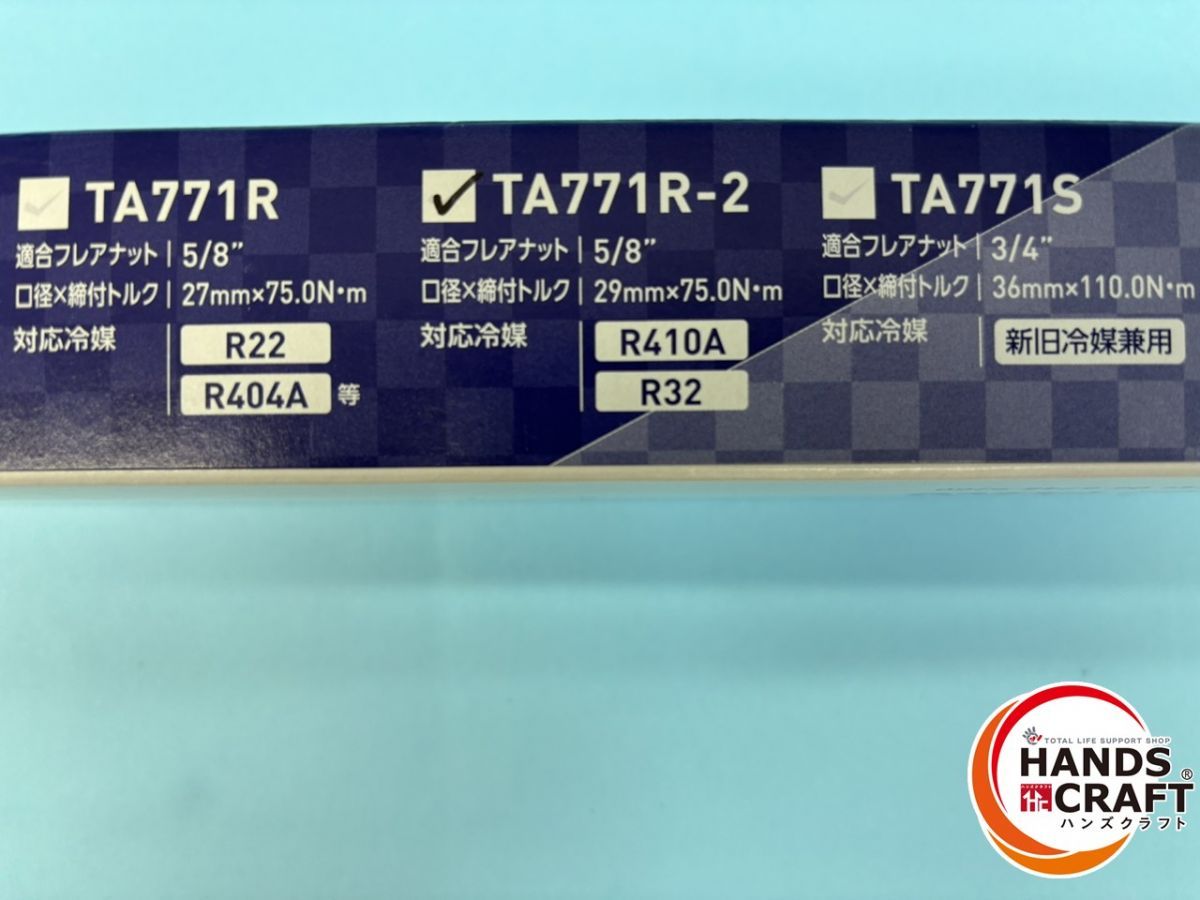 TA771R
適合フレアナット 5/8"
口径×締付トルク 27mm×75.0N・m
対応冷媒 R22
R404A 等
TA771R-2
適合フレアナット 5/8"
口径×締付トルク 29mm×75.0N・m
対応冷媒 R410A
R32
TA771S
適合フレアナット 3/4"
口径×締付トルク 36mm×110.0N・m
対応冷媒 新旧冷媒兼用
TOTAL LIFE SUPPORT SHOP
HANDS
CRAFT®
ハンズクラフト